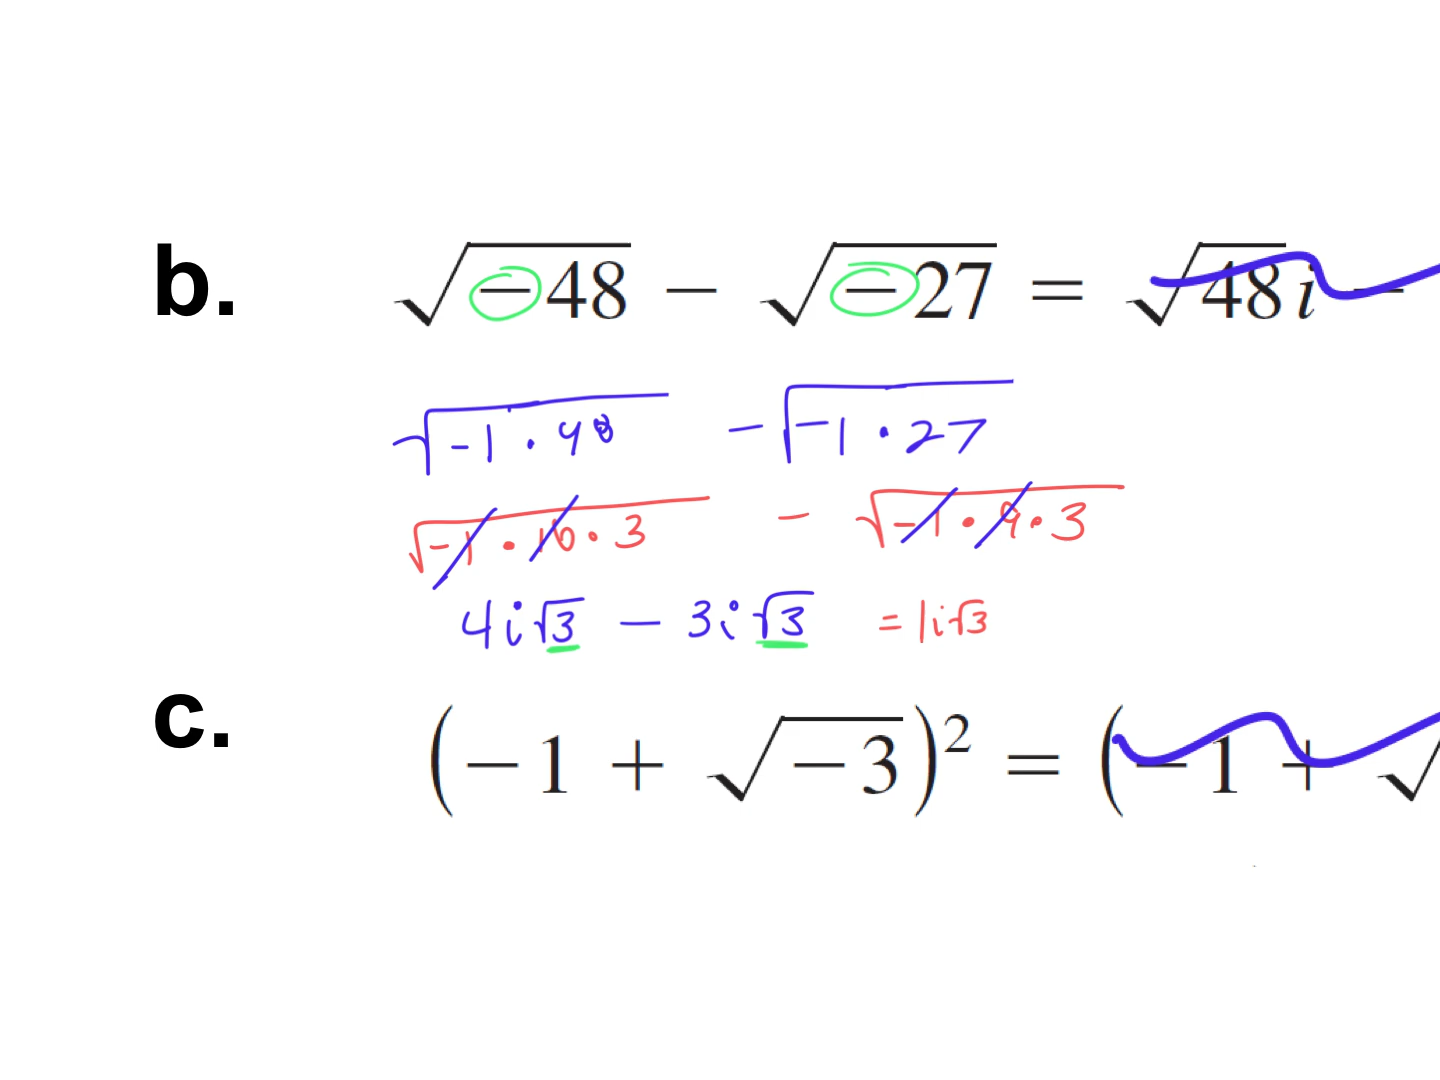 b. √−48 − √−27 = √48 i −
√-1 · 48 − √-1 · 27
√-1 · 16 · 3 − √-1 · 9 · 3
4i√3 − 3i√3 = 1i√3
c. (−1 + √−3)² = (−1 + √